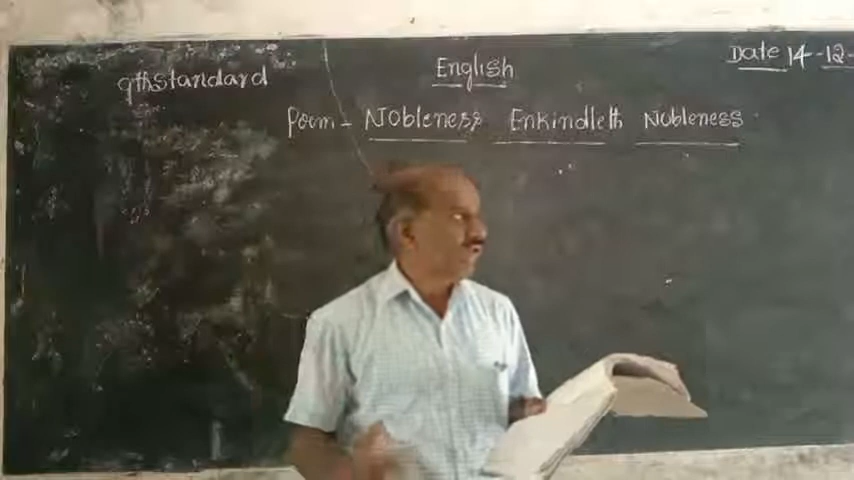 English
Date 14-12-
9thstandard
Poem - Nobleness Enkindleth Nobleness